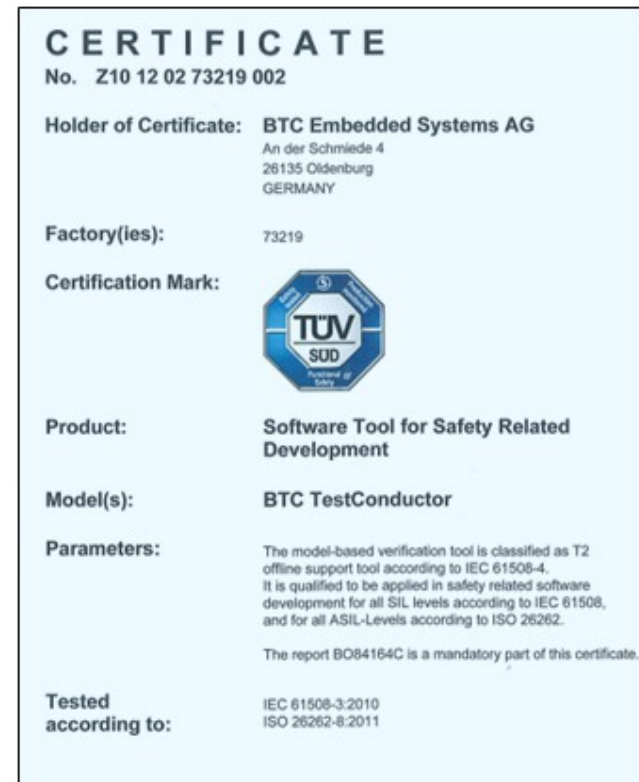 CERTIFICATE
No. Z10 12 02 73219 002
Holder of Certificate: BTC Embedded Systems AG
An der Schmiede 4
26135 Oldenburg
GERMANY
Factory(ies): 73219
Certification Mark:
TÜV
SÜD
Functional
Safety
Product: Software Tool for Safety Related
Development
Model(s): BTC TestConductor
Parameters: The model-based verification tool is classified as T2
offline support tool according to IEC 61508-4.
It is qualified to be applied in safety related software
development for all SIL levels according to IEC 61508,
and for all ASIL-Levels according to ISO 26262.
The report BO84164C is a mandatory part of this certificate.
Tested
according to: IEC 61508-3:2010
ISO 26262-8:2011